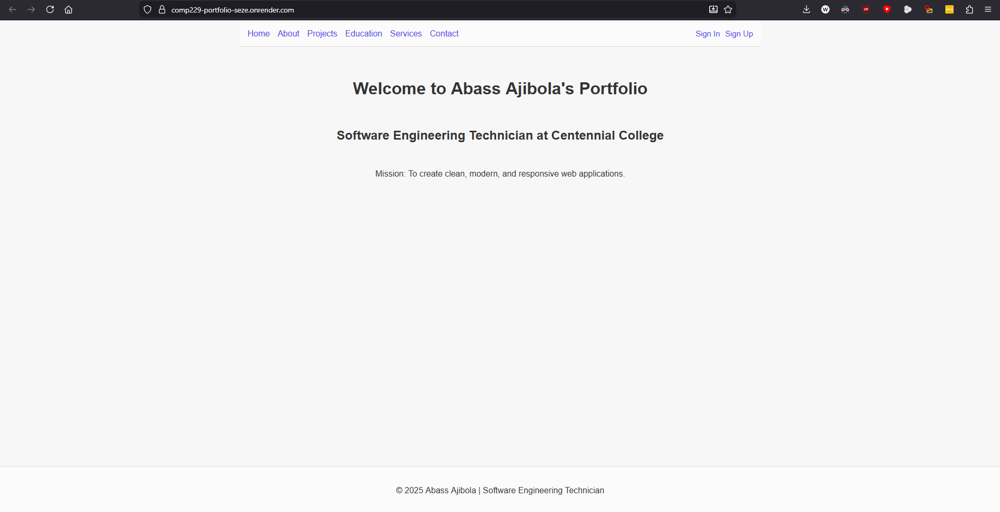 comp229-portfolio-seze.onrender.com
Home About Projects Education Services Contact Sign In Sign Up
Welcome to Abass Ajibola's Portfolio
Software Engineering Technician at Centennial College
Mission: To create clean, modern, and responsive web applications.
© 2025 Abass Ajibola | Software Engineering Technician